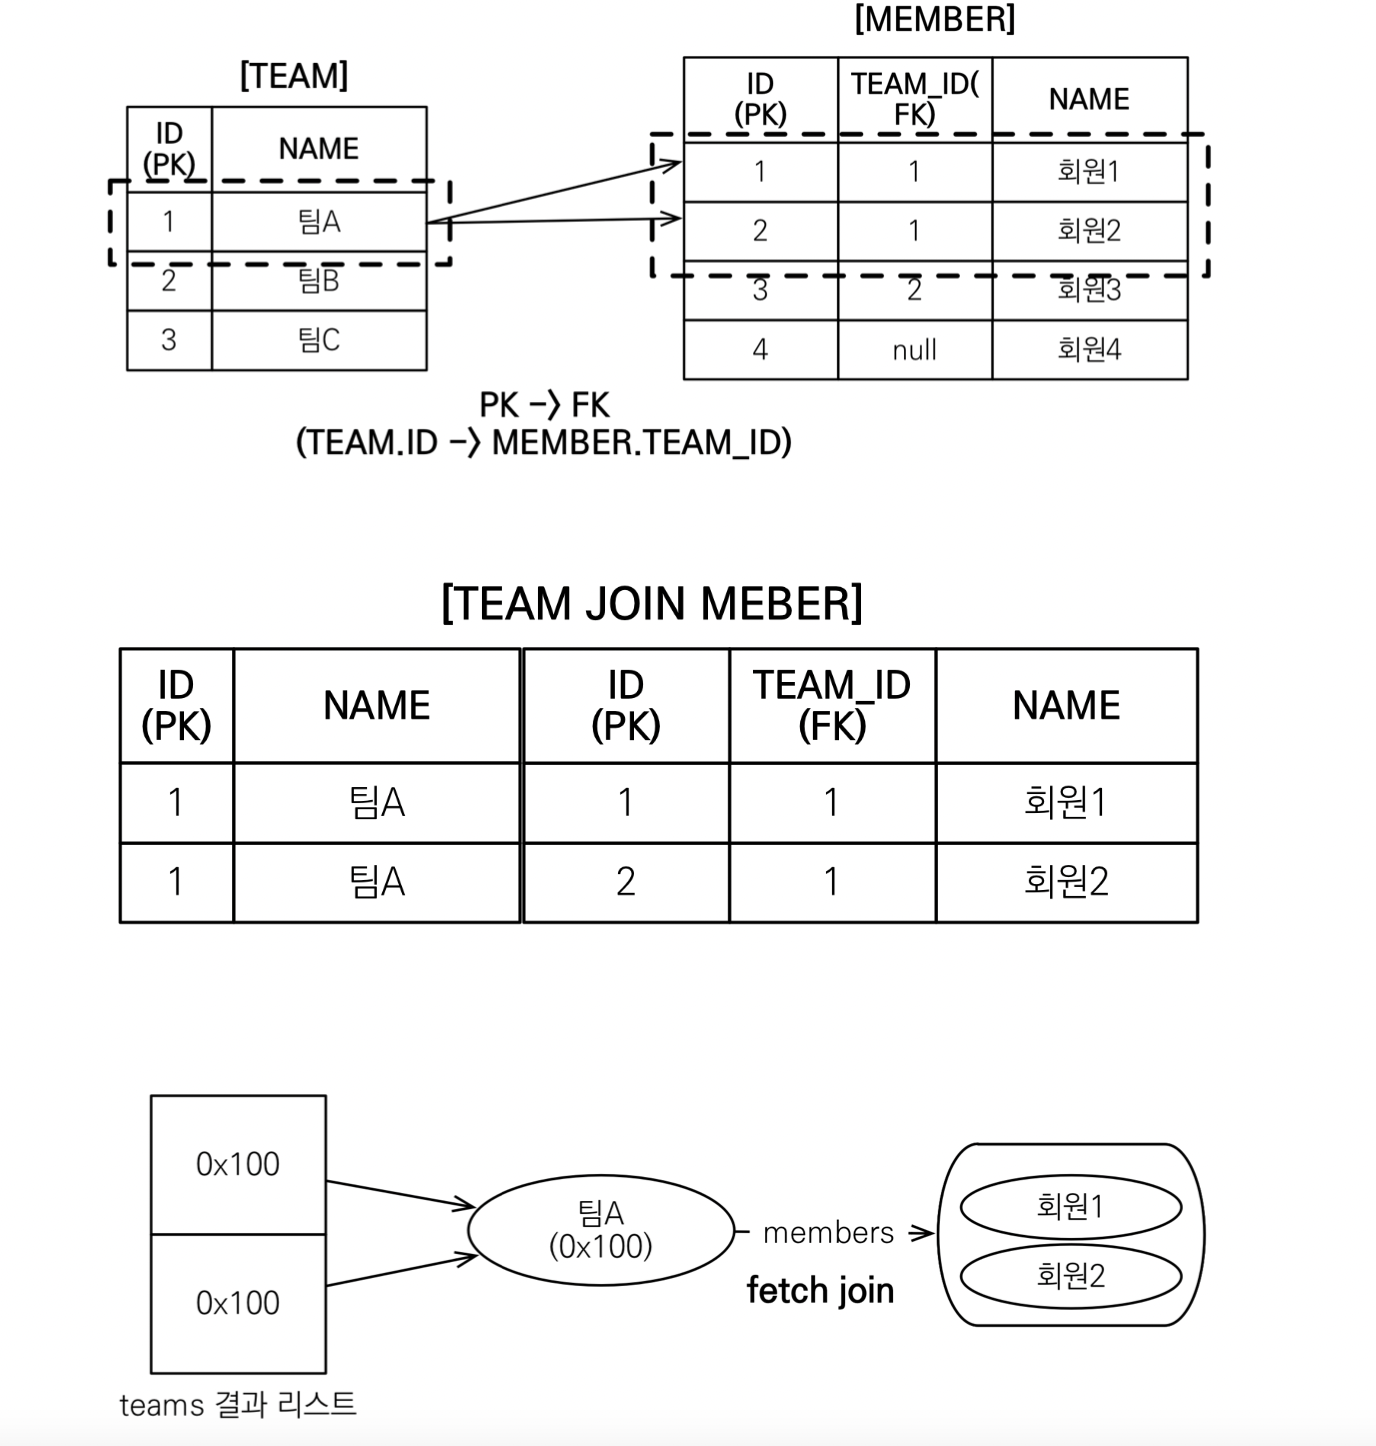 [TEAM]
ID
(PK)
NAME
1 팀A
2 팀B
3 팀C
[MEMBER]
ID
(PK)
TEAM_ID(
FK)
NAME
1 1 회원1
2 1 회원2
3 2 회원3
4 null 회원4
PK -> FK
(TEAM.ID -> MEMBER.TEAM_ID)
[TEAM JOIN MEBER]
ID
(PK)
NAME
ID
(PK)
TEAM_ID
(FK)
NAME
1 팀A 1 1 회원1
1 팀A 2 1 회원2
0x100
0x100
teams 결과 리스트
팀A
(0x100)
members
fetch join
회원1
회원2